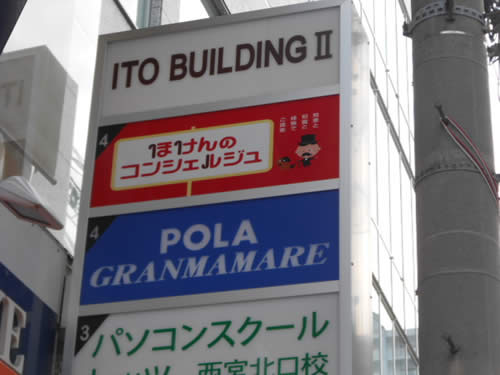 ITO BUILDING II
4
ほけんの
コンシェルジュ
4
POLA
GRANMAMARE
3
パソコンスクール
西宮北口校